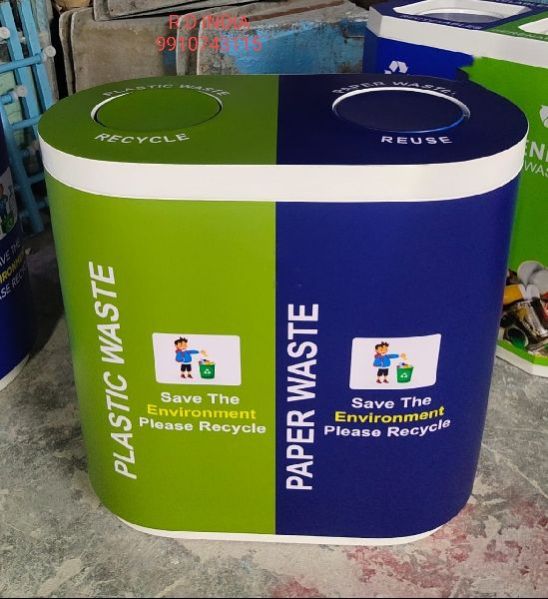 R D INDIA
9910743115
PLASTIC WASTE
RECYCLE
PAPER WASTE
REUSE
PLASTIC WASTE
Save The
Environment
Please Recycle
PAPER WASTE
Save The
Environment
Please Recycle
RECYCLABLES